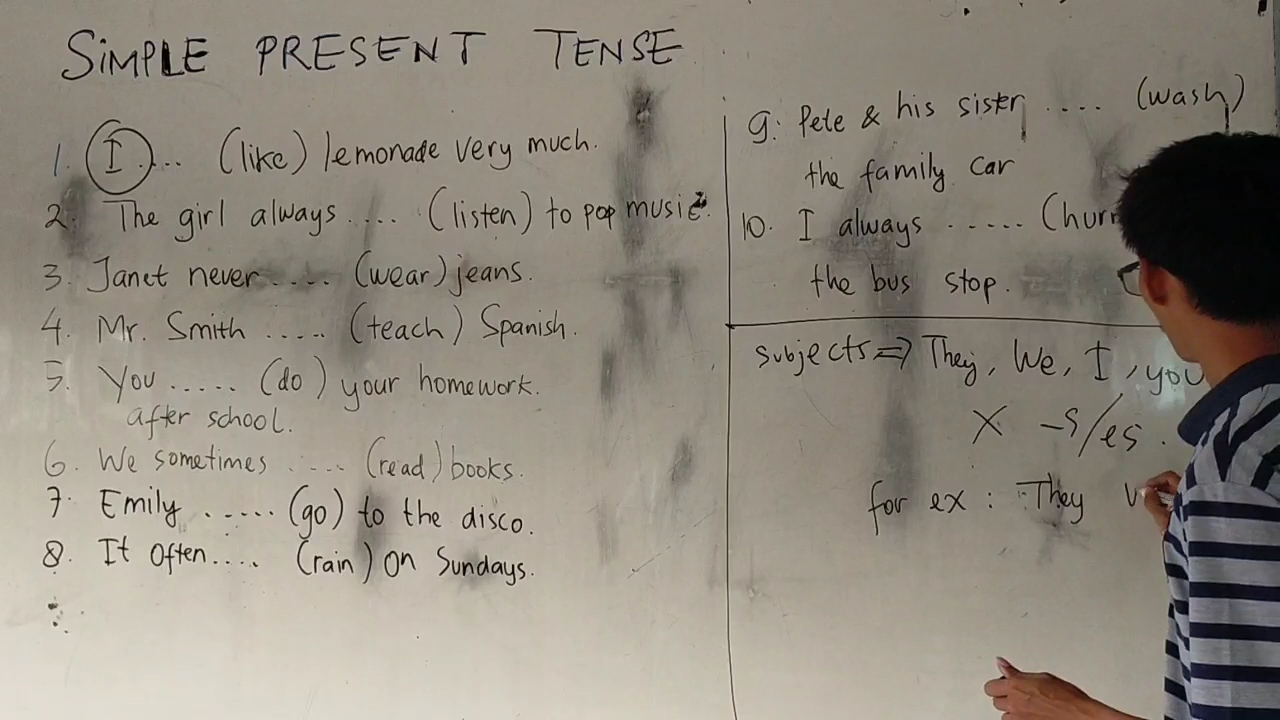 SIMPLE PRESENT TENSE
1. I.... (like) lemonade very much.
2. The girl always .... (listen) to pop music.
3. Janet never .... (wear) jeans.
4. Mr. Smith ..... (teach) Spanish.
5. You ..... (do) your homework.
after school.
6. We sometimes .... (read) books.
7. Emily ...... (go) to the disco.
8. It often.... (rain) on Sundays.
9. Pete & his sister .... (wash)
the family car
10. I always .....
the bus stop.
subjects => They, We, I, you
X -s/es.
for ex : They